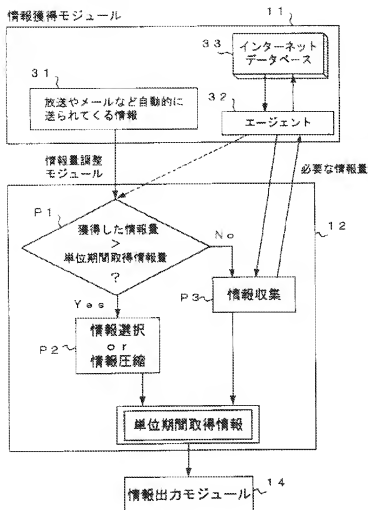 情報獲得モジュール
11
33
インターネット
データベース
31
放送やメールなど自動的に
送られてくる情報
32
エージェント
情報量調整
モジュール
必要な情報量
P1
12
獲得した情報量
>
単位期間取得情報量
?
No
Yes
P3
情報収集
P2
情報選択
or
情報圧縮
単位期間取得情報
14
情報出力モジュール